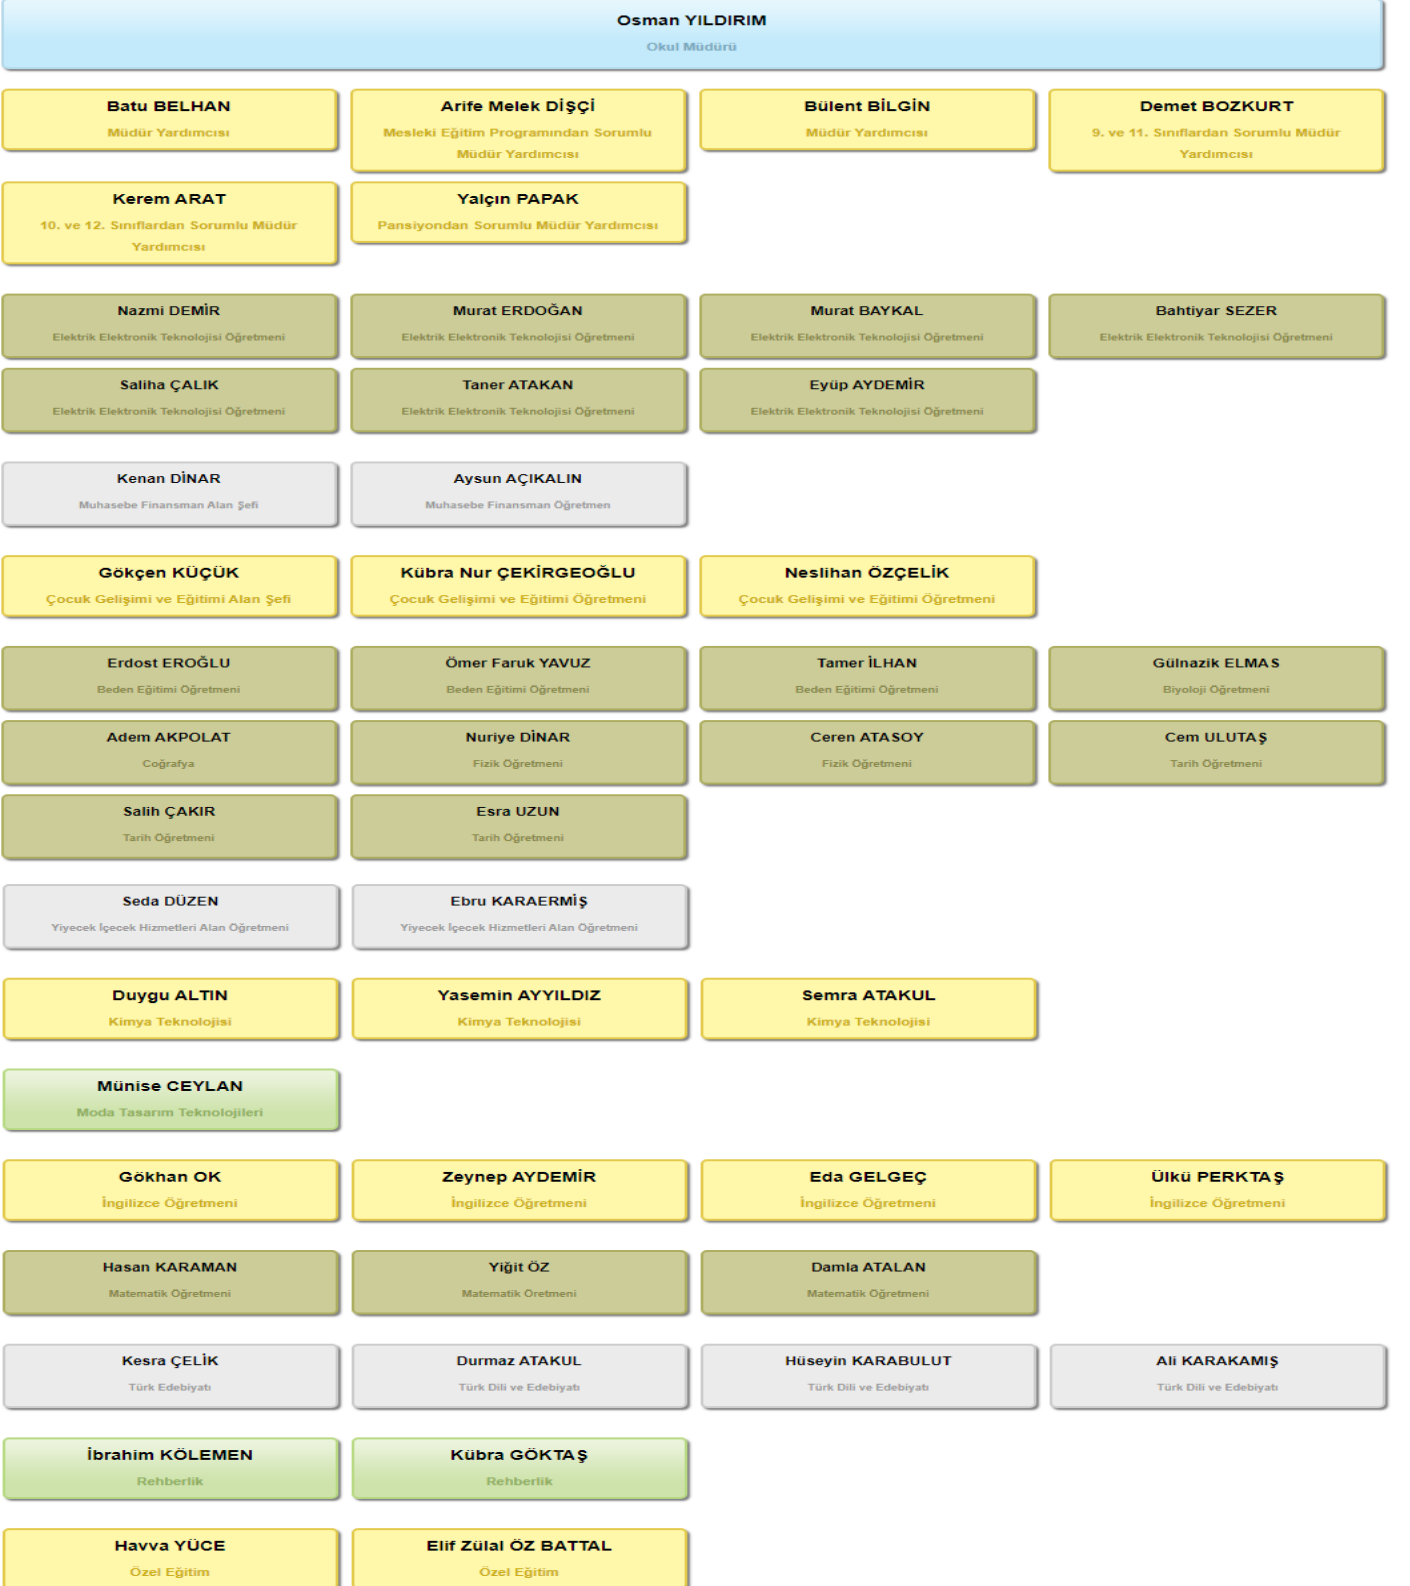 Osman YILDIRIM
Okul Müdürü
Batu BELHAN
Müdür Yardımcısı
Arife Melek DİŞÇİ
Mesleki Eğitim Programından Sorumlu
Müdür Yardımcısı
Bülent BİLGİN
Müdür Yardımcısı
Demet BOZKURT
9. ve 11. Sınıflardan Sorumlu Müdür
Yardımcısı
Kerem ARAT
10. ve 12. Sınıflardan Sorumlu Müdür
Yardımcısı
Yalçın PAPAK
Pansiyondan Sorumlu Müdür Yardımcısı
Nazmi DEMİR
Elektrik Elektronik Teknolojisi Öğretmeni
Murat ERDOĞAN
Elektrik Elektronik Teknolojisi Öğretmeni
Murat BAYKAL
Elektrik Elektronik Teknolojisi Öğretmeni
Bahtiyar SEZER
Elektrik Elektronik Teknolojisi Öğretmeni
Saliha ÇALIK
Elektrik Elektronik Teknolojisi Öğretmeni
Taner ATAKAN
Elektrik Elektronik Teknolojisi Öğretmeni
Eyüp AYDEMİR
Elektrik Elektronik Teknolojisi Öğretmeni
Kenan DİNAR
Muhasebe Finansman Alan Şefi
Aysun AÇIKALIN
Muhasebe Finansman Öğretmen
Gökçen KÜÇÜK
Çocuk Gelişimi ve Eğitimi Alan Şefi
Kübra Nur ÇEKİRGEOĞLU
Çocuk Gelişimi ve Eğitimi Öğretmeni
Neslihan ÖZÇELİK
Çocuk Gelişimi ve Eğitimi Öğretmeni
Erdost EROĞLU
Beden Eğitimi Öğretmeni
Ömer Faruk YAVUZ
Beden Eğitimi Öğretmeni
Tamer İLHAN
Beden Eğitimi Öğretmeni
Gülnazik ELMAS
Biyoloji Öğretmeni
Adem AKPOLAT
Coğrafya
Nuriye DİNAR
Fizik Öğretmeni
Ceren ATASOY
Fizik Öğretmeni
Cem ULUTAŞ
Tarih Öğretmeni
Salih ÇAKIR
Tarih Öğretmeni
Esra UZUN
Tarih Öğretmeni
Seda DÜZEN
Yiyecek İçecek Hizmetleri Alan Öğretmeni
Ebru KARAERMİŞ
Yiyecek İçecek Hizmetleri Alan Öğretmeni
Duygu ALTIN
Kimya Teknolojisi
Yasemin AYYILDIZ
Kimya Teknolojisi
Semra ATAKUL
Kimya Teknolojisi
Münise CEYLAN
Moda Tasarım Teknolojileri
Gökhan OK
İngilizce Öğretmeni
Zeynep AYDEMİR
İngilizce Öğretmeni
Eda GELGEÇ
İngilizce Öğretmeni
Ülkü PERKTAŞ
İngilizce Öğretmeni
Hasan KARAMAN
Matematik Öğretmeni
Yiğit ÖZ
Matematik Öretmeni
Damla ATALAN
Matematik Öğretmeni
Kesra ÇELİK
Türk Edebiyatı
Durmaz ATAKUL
Türk Dili ve Edebiyatı
Hüseyin KARABULUT
Türk Dili ve Edebiyatı
Ali KARAKAMIŞ
Türk Dili ve Edebiyatı
İbrahim KÖLEMEN
Rehberlik
Kübra GÖKTAŞ
Rehberlik
Havva YÜCE
Özel Eğitim
Elif Zülal ÖZ BATTAL
Özel Eğitim